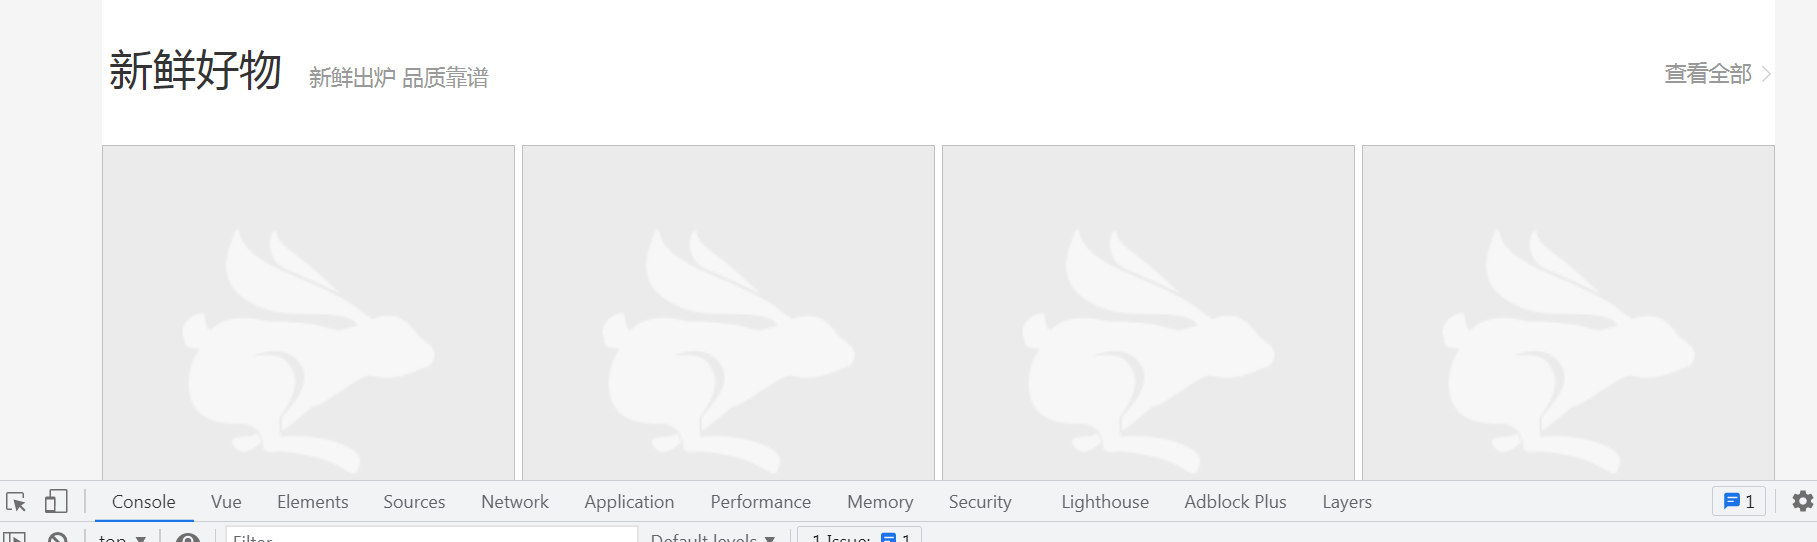 新鲜好物 新鲜出炉 品质靠谱 查看全部
Console Vue Elements Sources Network Application Performance Memory Security Lighthouse Adblock Plus Layers 1
top Filter Default levels 1 Issue: 1